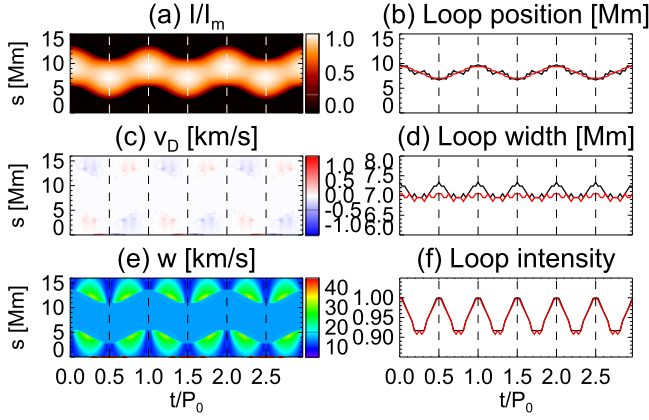 (a) I/Iₘ
(b) Loop position [Mm]
s [Mm]
15
10
5
0
1.0
0.5
0.0
15
10
5
0
(c) v_D [km/s]
(d) Loop width [Mm]
s [Mm]
15
10
5
0
1.0
0.5
0.0
-0.5
-1.0
8.0
7.5
7.0
6.5
6.0
(e) w [km/s]
(f) Loop intensity
s [Mm]
15
10
5
0
40
30
20
10
1.00
0.95
0.90
0.0 0.5 1.0 1.5 2.0 2.5
0.0 0.5 1.0 1.5 2.0 2.5
t/P₀
t/P₀